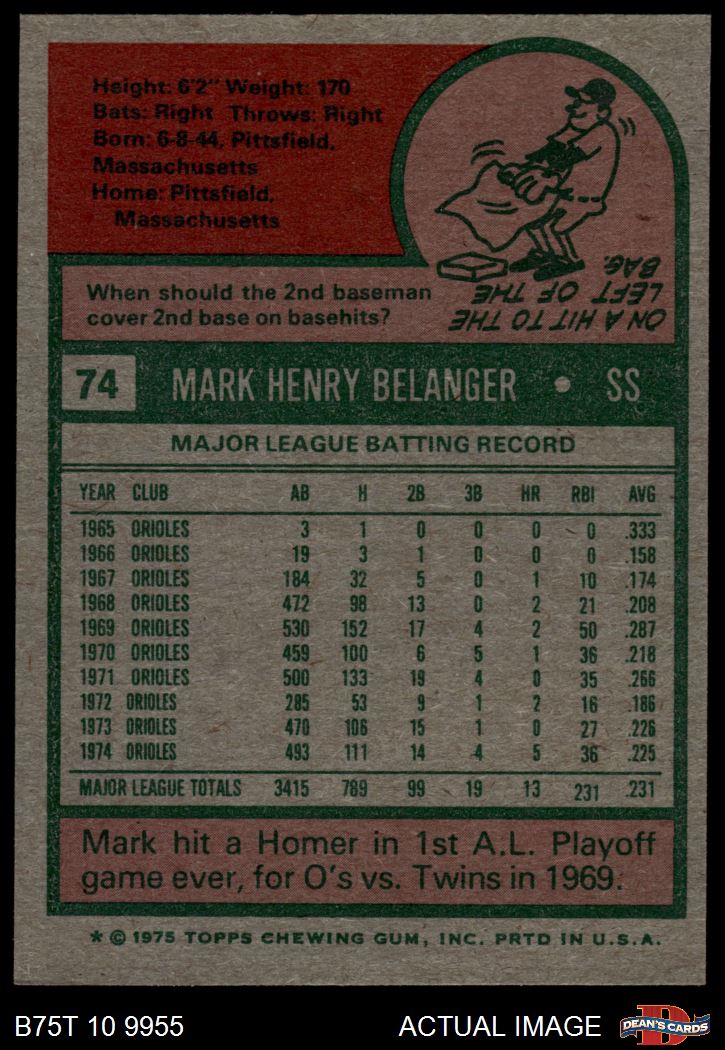 Height: 6'2" Weight: 170
Bats: Right Throws: Right
Born: 6-8-44, Pittsfield,
Massachusetts
Home: Pittsfield,
Massachusetts
When should the 2nd baseman
cover 2nd base on basehits?
ON A HIT TO THE
LEFT OF THE
BAG.
74 MARK HENRY BELANGER • SS
MAJOR LEAGUE BATTING RECORD
YEAR CLUB AB H 2B 3B HR RBI AVG
1965 ORIOLES 3 1 0 0 0 0 .333
1966 ORIOLES 19 3 1 0 0 0 .158
1967 ORIOLES 184 32 5 0 1 10 .174
1968 ORIOLES 472 98 13 0 2 21 .208
1969 ORIOLES 530 152 17 4 2 50 .287
1970 ORIOLES 459 100 6 5 1 36 .218
1971 ORIOLES 500 133 19 4 0 35 .266
1972 ORIOLES 285 53 9 1 2 16 .186
1973 ORIOLES 470 106 15 1 0 27 .226
1974 ORIOLES 493 111 14 4 5 36 .225
MAJOR LEAGUE TOTALS 3415 789 99 19 13 231 .231
Mark hit a Homer in 1st A.L. Playoff
game ever, for O's vs. Twins in 1969.
* © 1975 TOPPS CHEWING GUM, INC. PRTD IN U.S.A.
B75T 10 9955 ACTUAL IMAGE DEAN'S CARDS